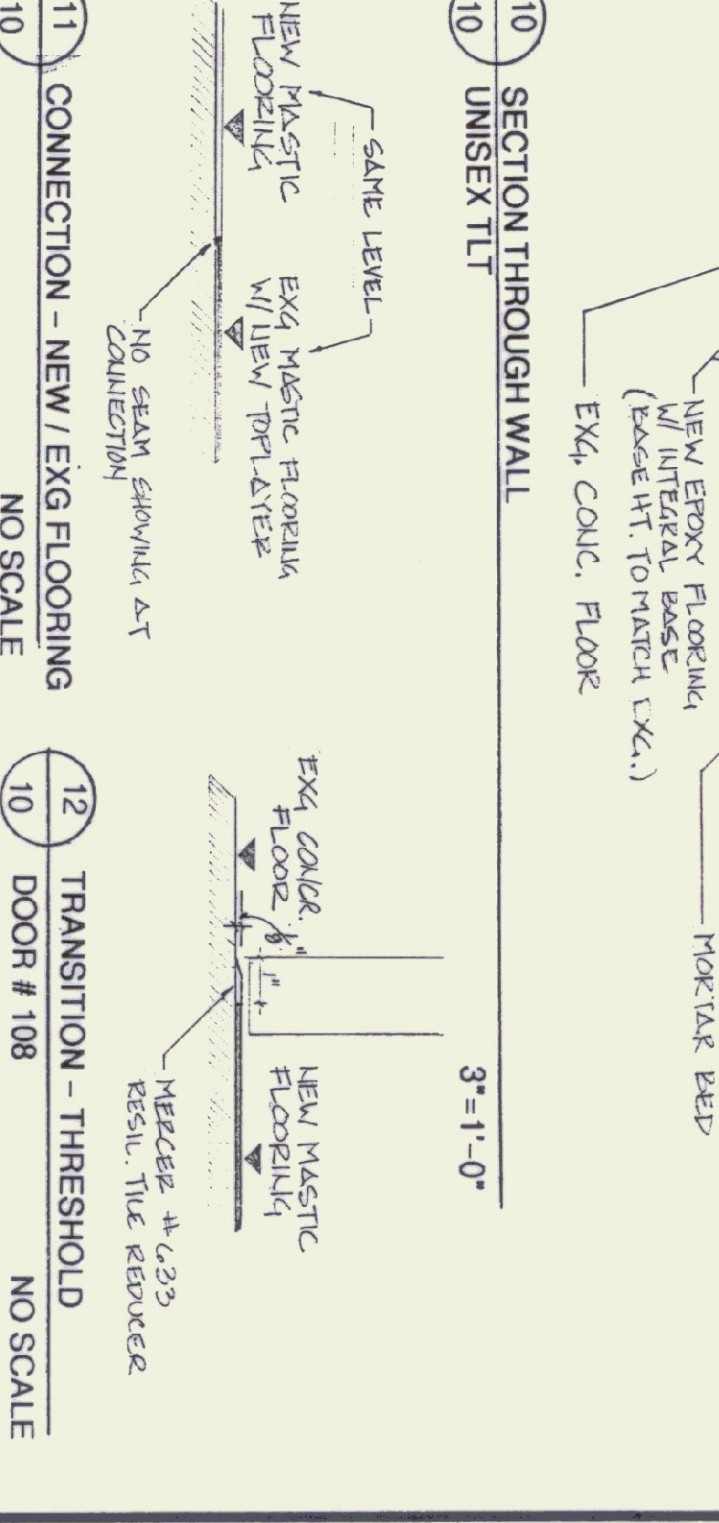 MORTAR BED
NEW EPOXY FLOORING
W/ INTEGRAL BASE
(BASE HT. TO MATCH EXG.)
EXG. CONC. FLOOR
10
10
SECTION THROUGH WALL
UNISEX TLT
3"=1'-0"
SAME LEVEL
NEW MASTIC
FLOORING
EXG MASTIC FLOORING
W/ NEW TOPLAYER
NO SEAM SHOWING AT
CONNECTION
11
10
CONNECTION – NEW / EXG FLOORING
NO SCALE
EXG CONCR.
FLOOR
1/8"
1"
NEW MASTIC
FLOORING
MERCER #633
RESIL. TILE REDUCER
12
10
TRANSITION – THRESHOLD
DOOR # 108
NO SCALE